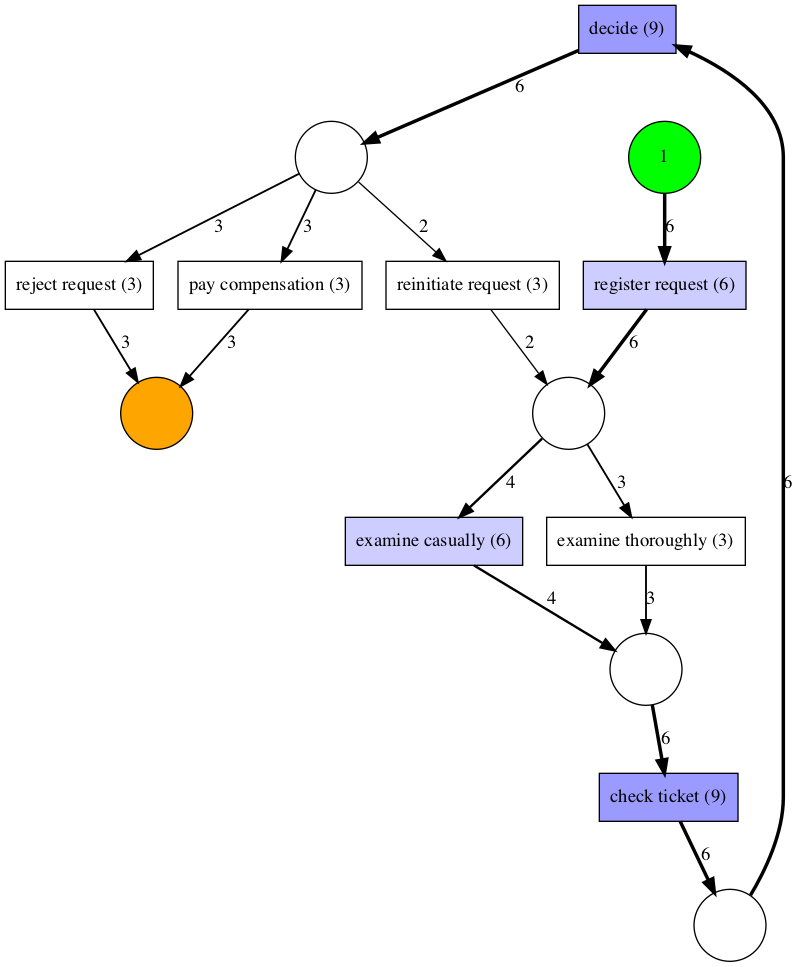 decide (9)
6
1
3
3
2
6
reject request (3)
pay compensation (3)
reinitiate request (3)
register request (6)
3
3
2
6
4
3
6
examine casually (6)
examine thoroughly (3)
4
3
6
check ticket (9)
6